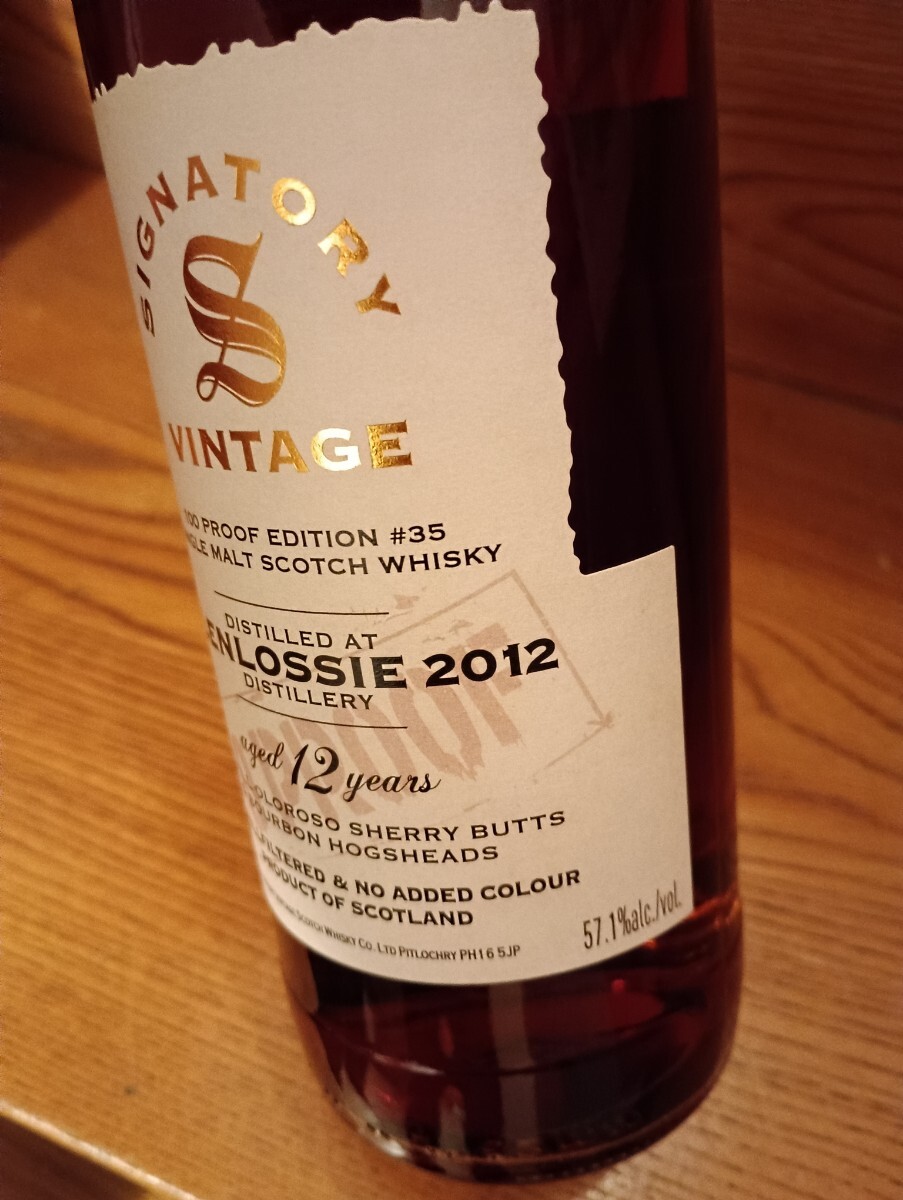 SIGNATORY
S
VINTAGE
100 PROOF EDITION #35
MALT SCOTCH WHISKY
DISTILLED AT
ENLOSSIE 2012
DISTILLERY
PROOF
aged 12 years
OLOROSO SHERRY BUTTS
BOURBON HOGSHEADS
FILTERED & NO ADDED COLOUR
PRODUCT OF SCOTLAND
SCOTCH WHISKY CO. LTD PITLOCHRY PH16 5JP
57.1%alc./vol.